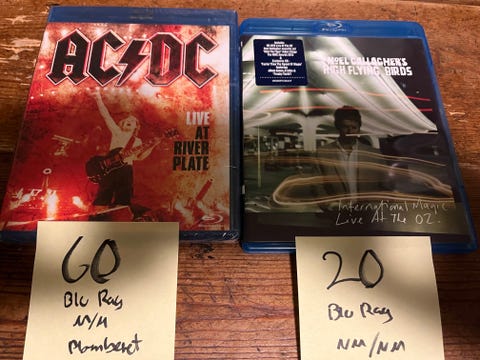 AC/DC
LIVE
AT
RIVER
PLATE
NOEL GALLAGHER'S
HIGH FLYING BIRDS
International Magic
Live At The O2.
60
Blu Ray
M/M
Plomberet
20
Blu Ray
NM/NM